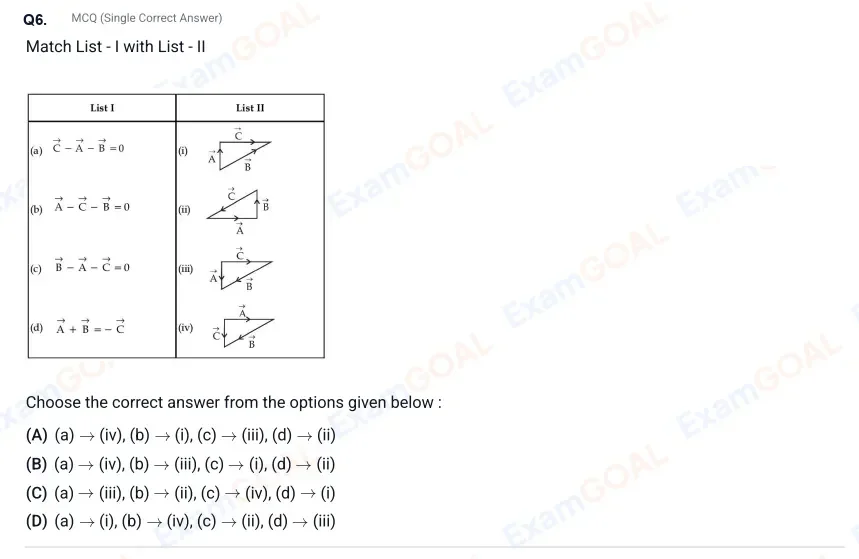 Q6. MCQ (Single Correct Answer)
Match List - I with List - II
List I List II
(a) C⃗ − A⃗ − B⃗ = 0 (i) C⃗ A⃗ B⃗
(b) A⃗ − C⃗ − B⃗ = 0 (ii) C⃗ B⃗ A⃗
(c) B⃗ − A⃗ − C⃗ = 0 (iii) C⃗ A⃗ B⃗
(d) A⃗ + B⃗ = − C⃗ (iv) A⃗ C⃗ B⃗
Choose the correct answer from the options given below :
(A) (a) → (iv), (b) → (i), (c) → (iii), (d) → (ii)
(B) (a) → (iv), (b) → (iii), (c) → (i), (d) → (ii)
(C) (a) → (iii), (b) → (ii), (c) → (iv), (d) → (i)
(D) (a) → (i), (b) → (iv), (c) → (ii), (d) → (iii)
ExamGOAL